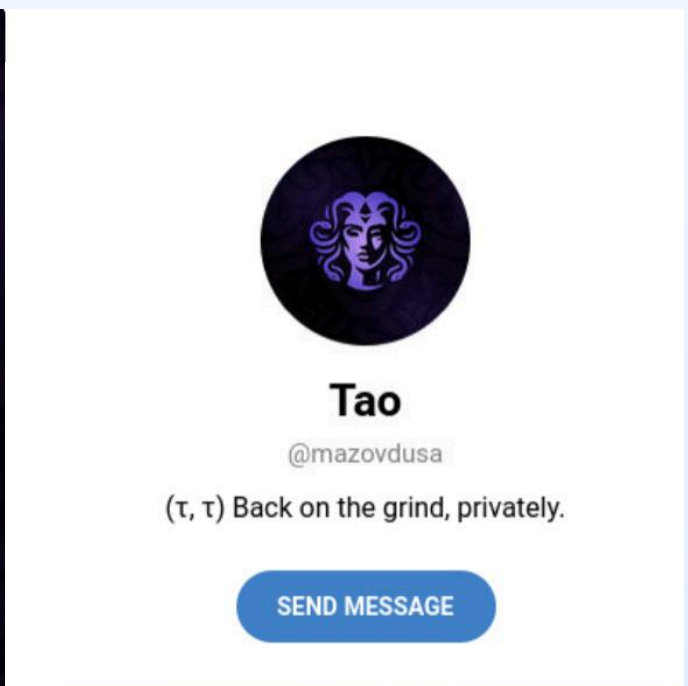 Tao
@mazovdusa
(τ, τ) Back on the grind, privately.
SEND MESSAGE